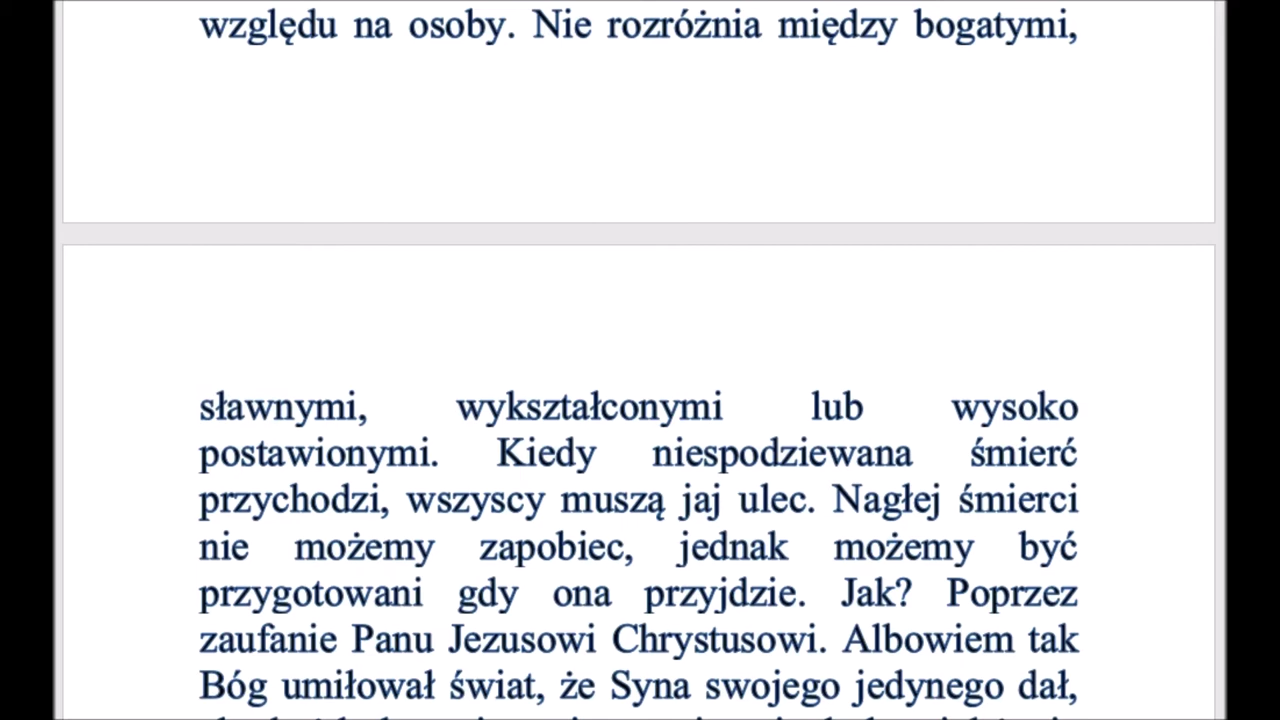 względu na osoby. Nie rozróżnia między bogatymi,
sławnymi, wykształconymi lub wysoko
postawionymi. Kiedy niespodziewana śmierć
przychodzi, wszyscy muszą jaj ulec. Nagłej śmierci
nie możemy zapobiec, jednak możemy być
przygotowani gdy ona przyjdzie. Jak? Poprzez
zaufanie Panu Jezusowi Chrystusowi. Albowiem tak
Bóg umiłował świat, że Syna swojego jedynego dał,